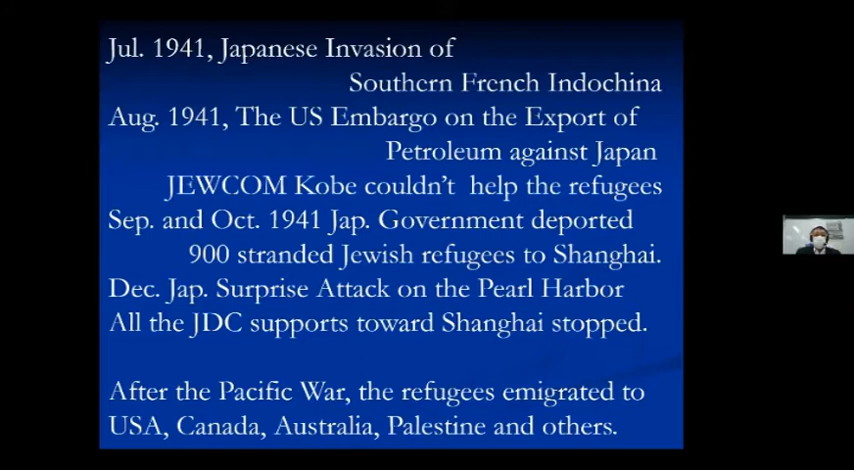 Jul. 1941, Japanese Invasion of
Southern French Indochina
Aug. 1941, The US Embargo on the Export of
Petroleum against Japan
JEWCOM Kobe couldn't help the refugees
Sep. and Oct. 1941 Jap. Government deported
900 stranded Jewish refugees to Shanghai.
Dec. Jap. Surprise Attack on the Pearl Harbor
All the JDC supports toward Shanghai stopped.
After the Pacific War, the refugees emigrated to
USA, Canada, Australia, Palestine and others.